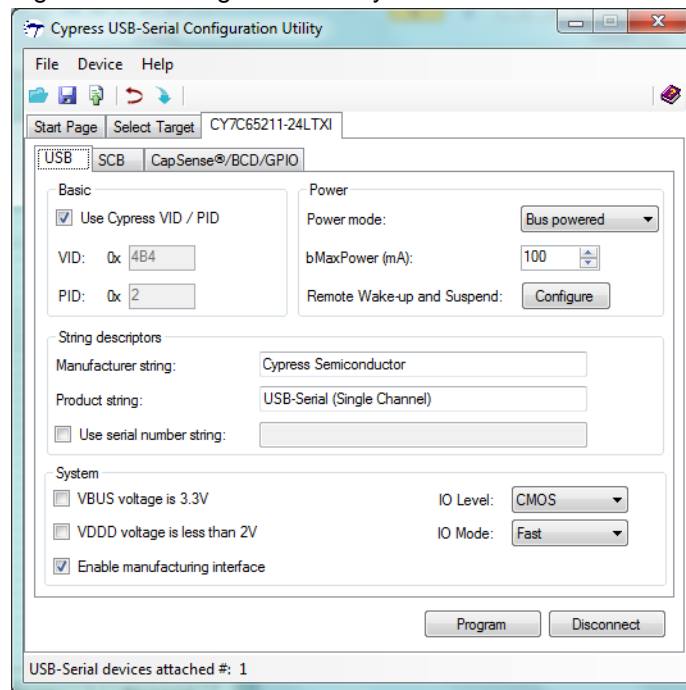 Cypress USB-Serial Configuration Utility
File Device Help
Start Page Select Target CY7C65211-24LTXI
USB SCB CapSense®/BCD/GPIO
Basic
Use Cypress VID / PID
VID: 0x 4B4
PID: 0x 2
Power
Power mode: Bus powered
bMaxPower (mA): 100
Remote Wake-up and Suspend: Configure
String descriptors
Manufacturer string: Cypress Semiconductor
Product string: USB-Serial (Single Channel)
Use serial number string:
System
VBUS voltage is 3.3V
IO Level: CMOS
VDDD voltage is less than 2V
IO Mode: Fast
Enable manufacturing interface
Program Disconnect
USB-Serial devices attached #: 1